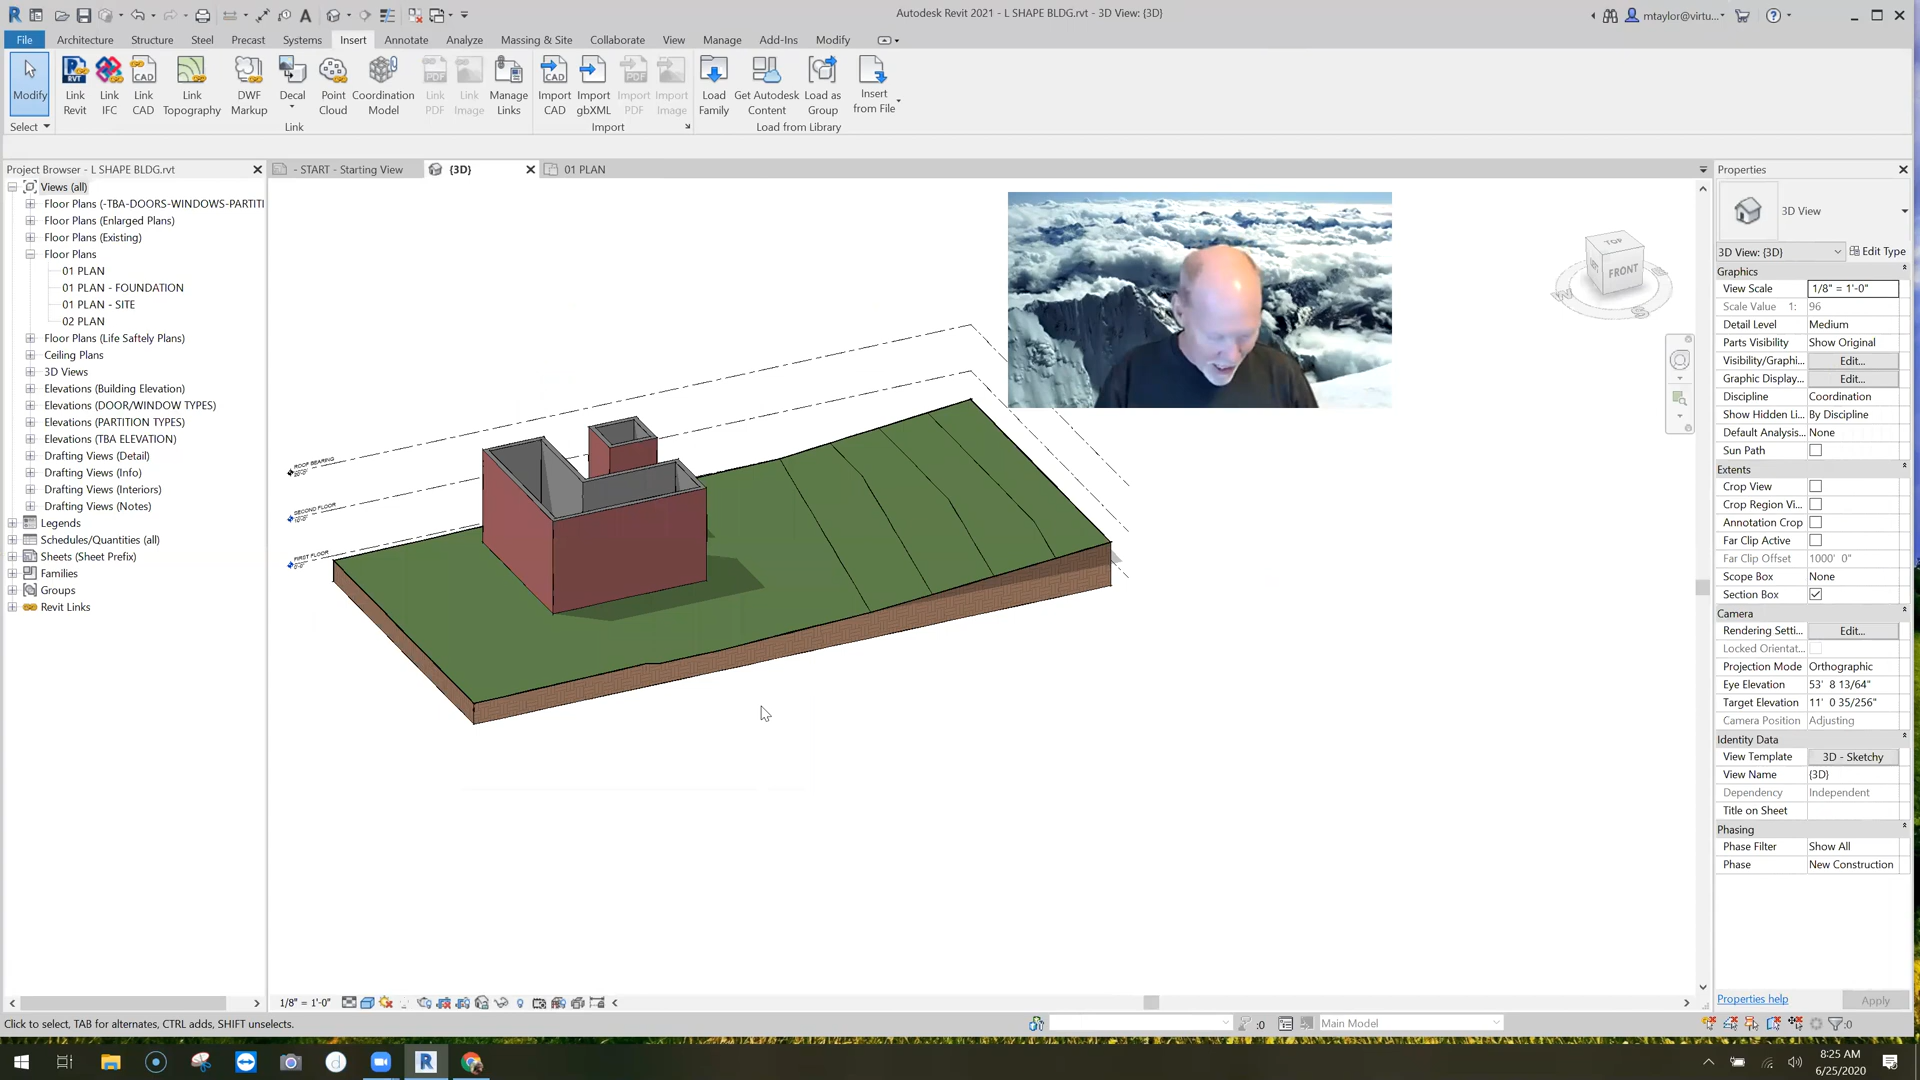 Autodesk Revit 2021 - L SHAPE BLDG.rvt - 3D View: {3D}
mtaylor@virtu...
File Architecture Structure Steel Precast Systems Insert Annotate Analyze Massing & Site Collaborate View Manage Add-Ins Modify
Modify
Link Revit
Link IFC
Link CAD
Link Topography
DWF Markup
Decal
Point Cloud
Coordination Model
Link PDF
Link Image
Manage Links
Import CAD
Import gbXML
Import PDF
Import Image
Load Family
Get Autodesk Content
Load as Group
Insert from File
Select
Link
Import
Load from Library
Project Browser - L SHAPE BLDG.rvt
Views (all)
Floor Plans (-TBA-DOORS-WINDOWS-PARTITI
Floor Plans (Enlarged Plans)
Floor Plans (Existing)
Floor Plans
01 PLAN
01 PLAN - FOUNDATION
01 PLAN - SITE
02 PLAN
Floor Plans (Life Saftely Plans)
Ceiling Plans
3D Views
Elevations (Building Elevation)
Elevations (DOOR/WINDOW TYPES)
Elevations (PARTITION TYPES)
Elevations (TBA ELEVATION)
Drafting Views (Detail)
Drafting Views (Info)
Drafting Views (Interiors)
Drafting Views (Notes)
Legends
Schedules/Quantities (all)
Sheets (Sheet Prefix)
Families
Groups
Revit Links
- START - Starting View
{3D}
01 PLAN
ROOF BEARING
SECOND FLOOR
FIRST FLOOR
TOP
FRONT
W
S
Properties
3D View
3D View: {3D} Edit Type
Graphics
View Scale 1/8" = 1'-0"
Scale Value 1: 96
Detail Level Medium
Parts Visibility Show Original
Visibility/Graphi... Edit...
Graphic Display... Edit...
Discipline Coordination
Show Hidden Li... By Discipline
Default Analysis... None
Sun Path
Extents
Crop View
Crop Region Vi...
Annotation Crop
Far Clip Active
Far Clip Offset 1000' 0"
Scope Box None
Section Box
Camera
Rendering Setti... Edit...
Locked Orientat...
Projection Mode Orthographic
Eye Elevation 53' 8 13/64"
Target Elevation 11' 0 35/256"
Camera Position Adjusting
Identity Data
View Template 3D - Sketchy
View Name {3D}
Dependency Independent
Title on Sheet
Phasing
Phase Filter Show All
Phase New Construction
Properties help Apply
1/8" = 1'-0"
Click to select, TAB for alternates, CTRL adds, SHIFT unselects.
:0
Main Model
:0
8:25 AM
6/25/2020